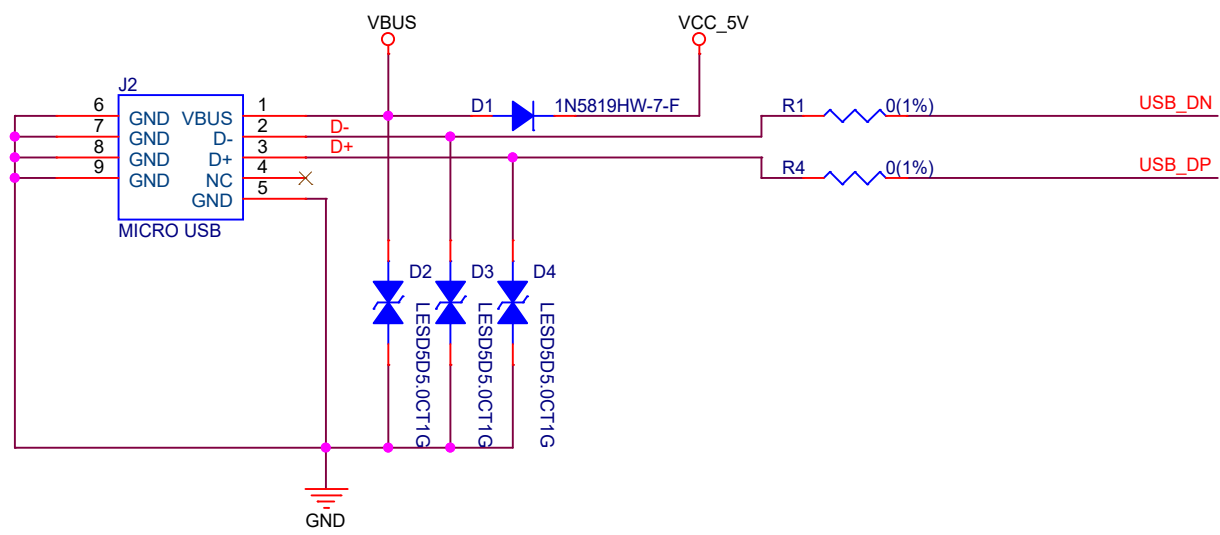 VBUS
VCC_5V
J2
6 GND VBUS 1
7 GND D- 2 D-
8 GND D+ 3 D+
9 GND NC 4
GND 5
MICRO USB
D1 1N5819HW-7-F
R1 0(1%) USB_DN
R4 0(1%) USB_DP
D2 D3 D4
LESD5D5.0CT1G
LESD5D5.0CT1G
LESD5D5.0CT1G
GND